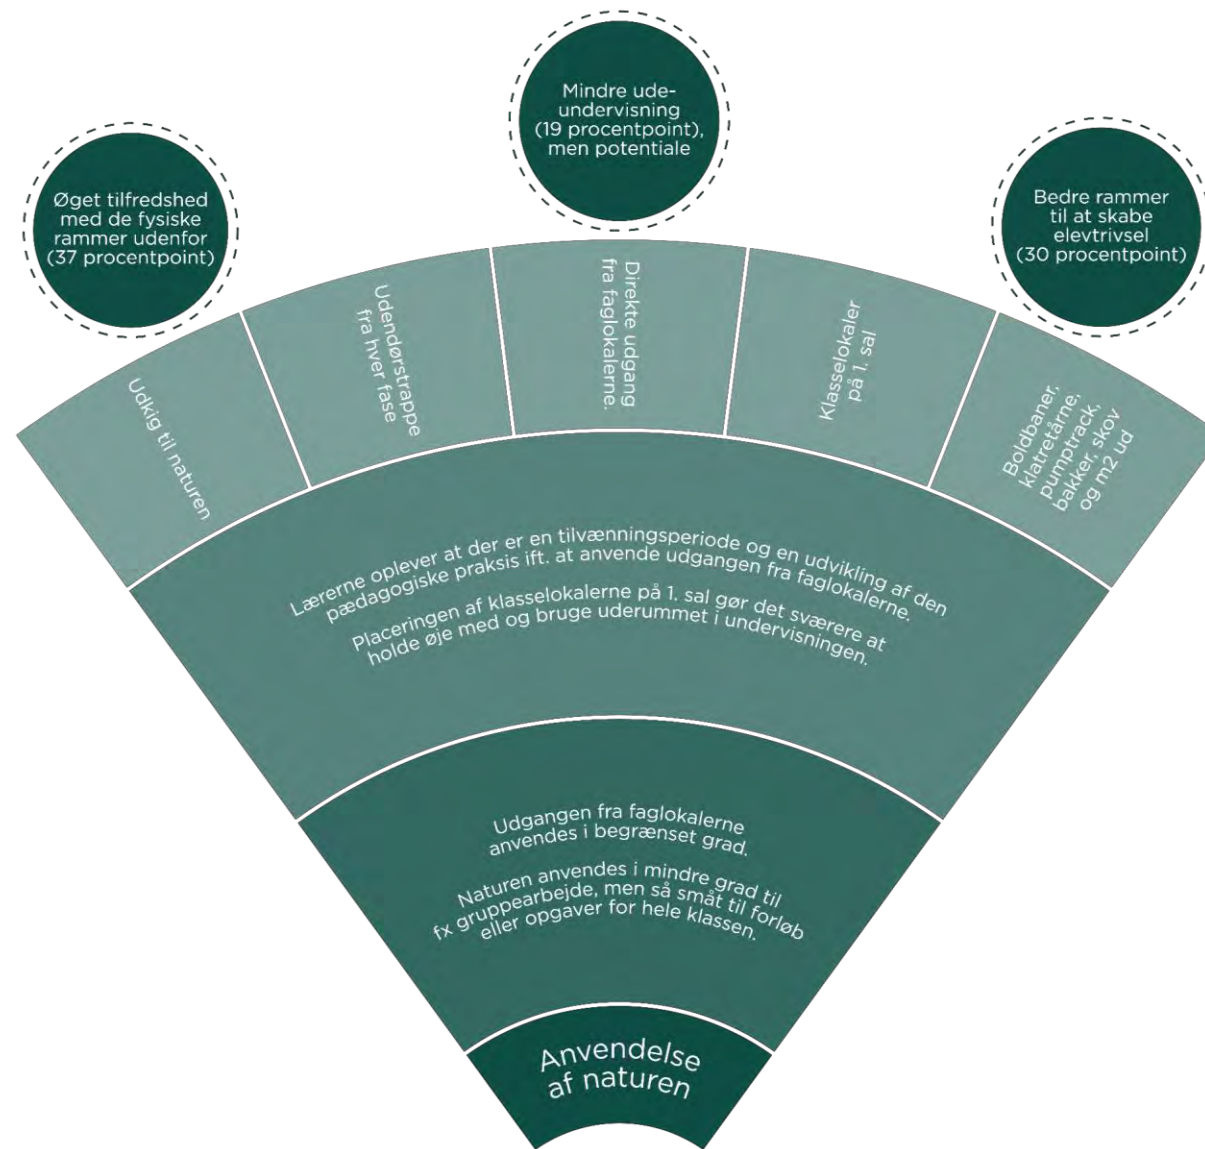 Mindre ude-
undervisning
(19 procentpoint),
men potentiale
Øget tilfredshed
med de fysiske
rammer udenfor
(37 procentpoint)
Bedre rammer
til at skabe
elevtrivsel
(30 procentpoint)
Udkig til naturen
Udendørstrappe
fra hver fase
Direkte udgang
fra faglokalerne.
Klasselokaler
på 1. sal
Boldbaner,
klatretårne,
pumptrack,
bakker, skov
og m2 ud
Lærerne oplever at der er en tilvænningsperiode og en udvikling af den
pædagogiske praksis ift. at anvende udgangen fra faglokalerne.
Placeringen af klasselokalerne på 1. sal gør det sværere at
holde øje med og bruge uderummet i undervisningen.
Udgangen fra faglokalerne
anvendes i begrænset grad.
Naturen anvendes i mindre grad til
fx gruppearbejde, men så småt til forløb
eller opgaver for hele klassen.
Anvendelse
af naturen